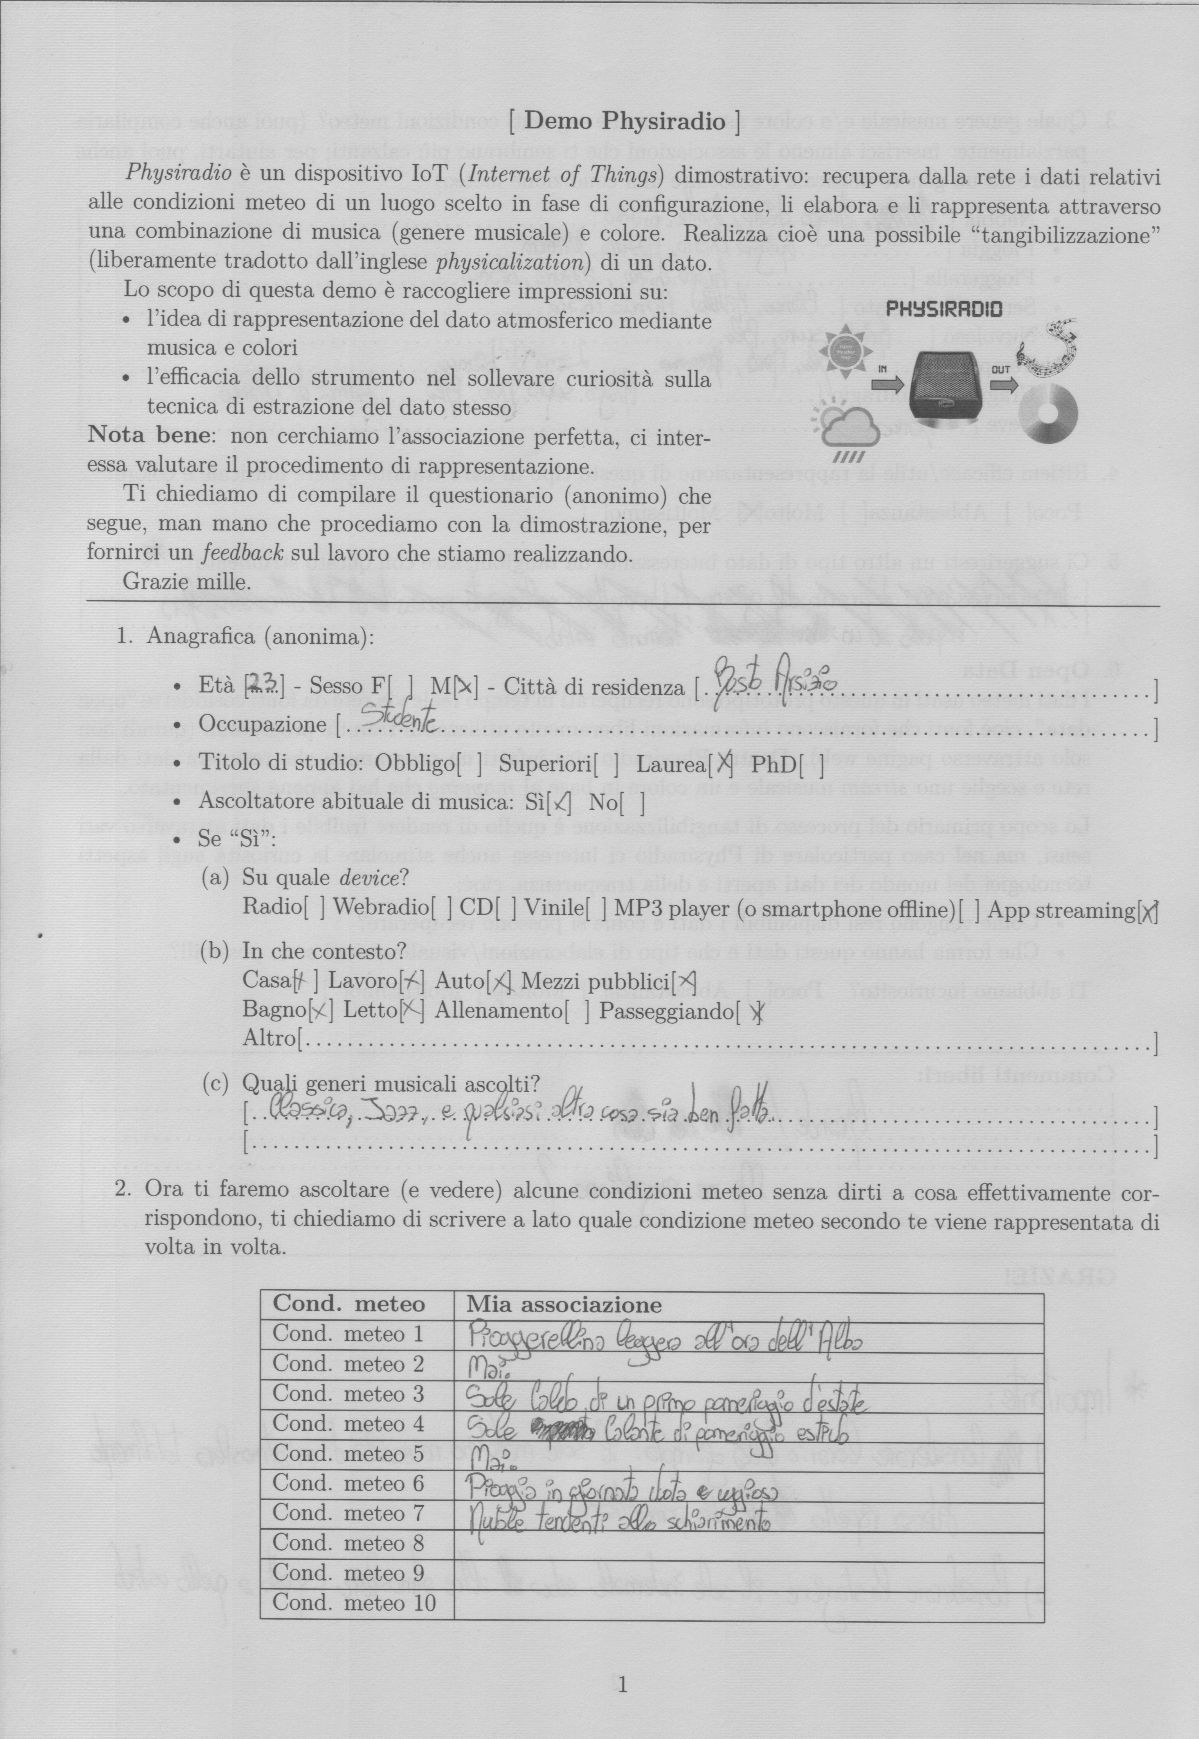 [ Demo Physiradio ]
Physiradio è un dispositivo IoT (Internet of Things) dimostrativo: recupera dalla rete i dati relativi
alle condizioni meteo di un luogo scelto in fase di configurazione, li elabora e li rappresenta attraverso
una combinazione di musica (genere musicale) e colore. Realizza cioè una possibile “tangibilizzazione”
(liberamente tradotto dall'inglese physicalization) di un dato.
Lo scopo di questa demo è raccogliere impressioni su:
• l'idea di rappresentazione del dato atmosferico mediante
musica e colori
• l'efficacia dello strumento nel sollevare curiosità sulla
tecnica di estrazione del dato stesso
Nota bene: non cerchiamo l'associazione perfetta, ci inter-
essa valutare il procedimento di rappresentazione.
Ti chiediamo di compilare il questionario (anonimo) che
segue, man mano che procediamo con la dimostrazione, per
fornirci un feedback sul lavoro che stiamo realizzando.
Grazie mille.
PHYSIRADIO
IN
OUT
1. Anagrafica (anonima):
• Età [23] - Sesso F[ ] M[X] - Città di residenza [Busto Arsizio]
• Occupazione [Studente]
• Titolo di studio: Obbligo[ ] Superiori[ ] Laurea[X] PhD[ ]
• Ascoltatore abituale di musica: Sì[X] No[ ]
• Se “Sì”:
(a) Su quale device?
Radio[ ] Webradio[ ] CD[ ] Vinile[ ] MP3 player (o smartphone offline)[ ] App streaming[X]
(b) In che contesto?
Casa[X] Lavoro[X] Auto[X] Mezzi pubblici[X]
Bagno[X] Letto[X] Allenamento[ ] Passeggiando[X]
Altro[..........]
(c) Quali generi musicali ascolti?
[Classica, Jazz, e qualsiasi altra cosa sia ben fatta]
[..........]
2. Ora ti faremo ascoltare (e vedere) alcune condizioni meteo senza dirti a cosa effettivamente cor-
rispondono, ti chiediamo di scrivere a lato quale condizione meteo secondo te viene rappresentata di
volta in volta.
Cond. meteo Mia associazione
Cond. meteo 1 Pioggerellina leggera all'ora dell'Alba
Cond. meteo 2
Cond. meteo 3 Sole Caldo di un primo pomeriggio d'estate
Cond. meteo 4 Sole Calante di pomeriggio estivo
Cond. meteo 5
Cond. meteo 6 Pioggia in giornata e uggiosa
Cond. meteo 7 Nubile tendenti allo schiarimento
Cond. meteo 8
Cond. meteo 9
Cond. meteo 10
1